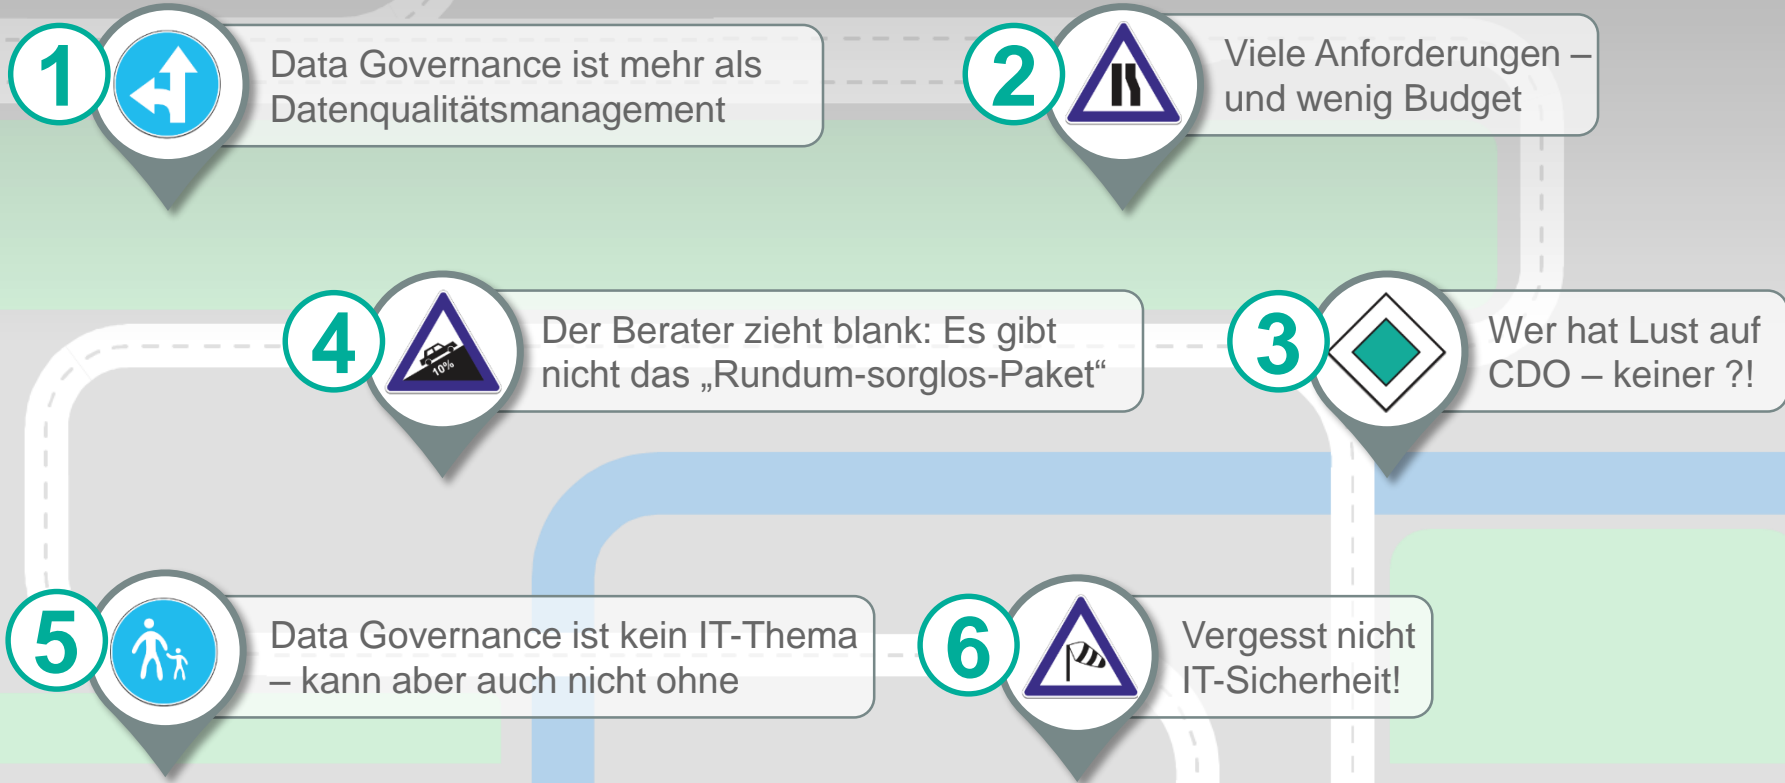 1
Data Governance ist mehr als
Datenqualitätsmanagement
2
Viele Anforderungen –
und wenig Budget
3
Wer hat Lust auf
CDO – keiner ?!
4
10%
Der Berater zieht blank: Es gibt
nicht das „Rundum-sorglos-Paket“
5
Data Governance ist kein IT-Thema
– kann aber auch nicht ohne
6
Vergesst nicht
IT-Sicherheit!